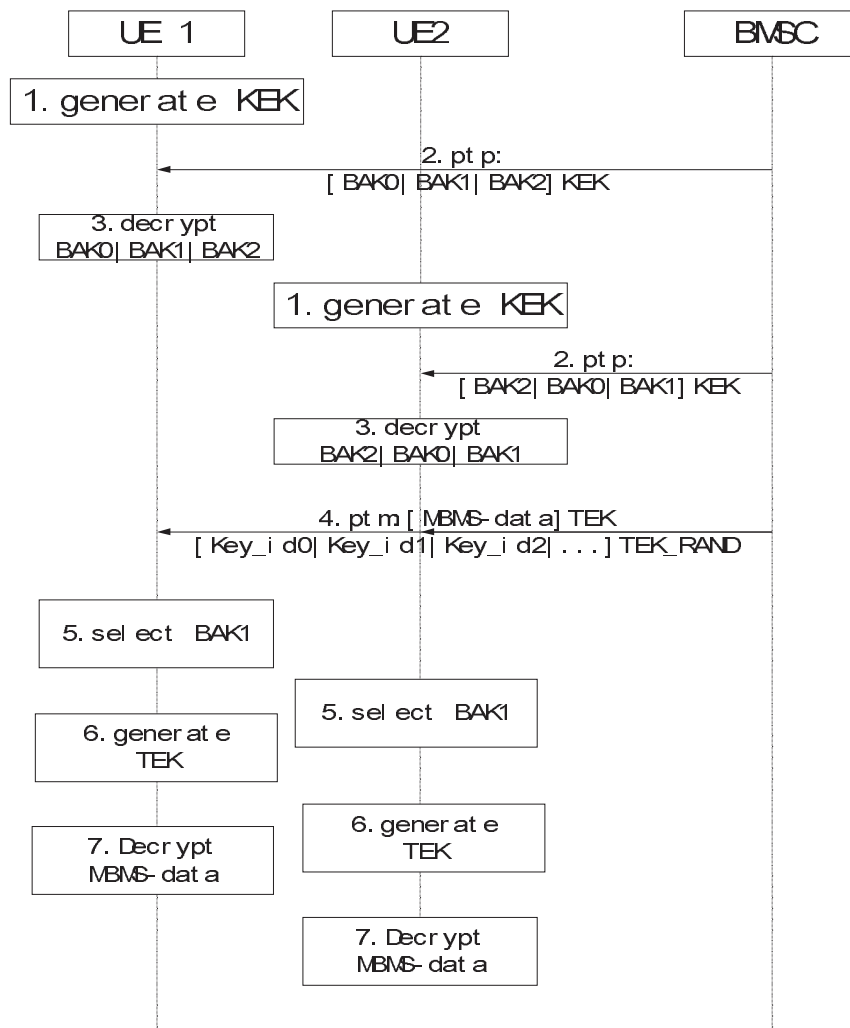 UE 1
UE2
BMSC
1. generate KEK
2. ptp:
[ BAK0| BAK1| BAK2] KEK
3. decrypt
BAK0| BAK1| BAK2
1. generate KEK
2. ptp:
[ BAK2| BAK0| BAK1] KEK
3. decrypt
BAK2| BAK0| BAK1
4. ptm: [ MBMS-data] TEK
[ Key_id0| Key_id1| Key_id2| ...] TEK_RAND
5. select BAK1
5. select BAK1
6. generate
TEK
6. generate
TEK
7. Decrypt
MBMS-data
7. Decrypt
MBMS-data